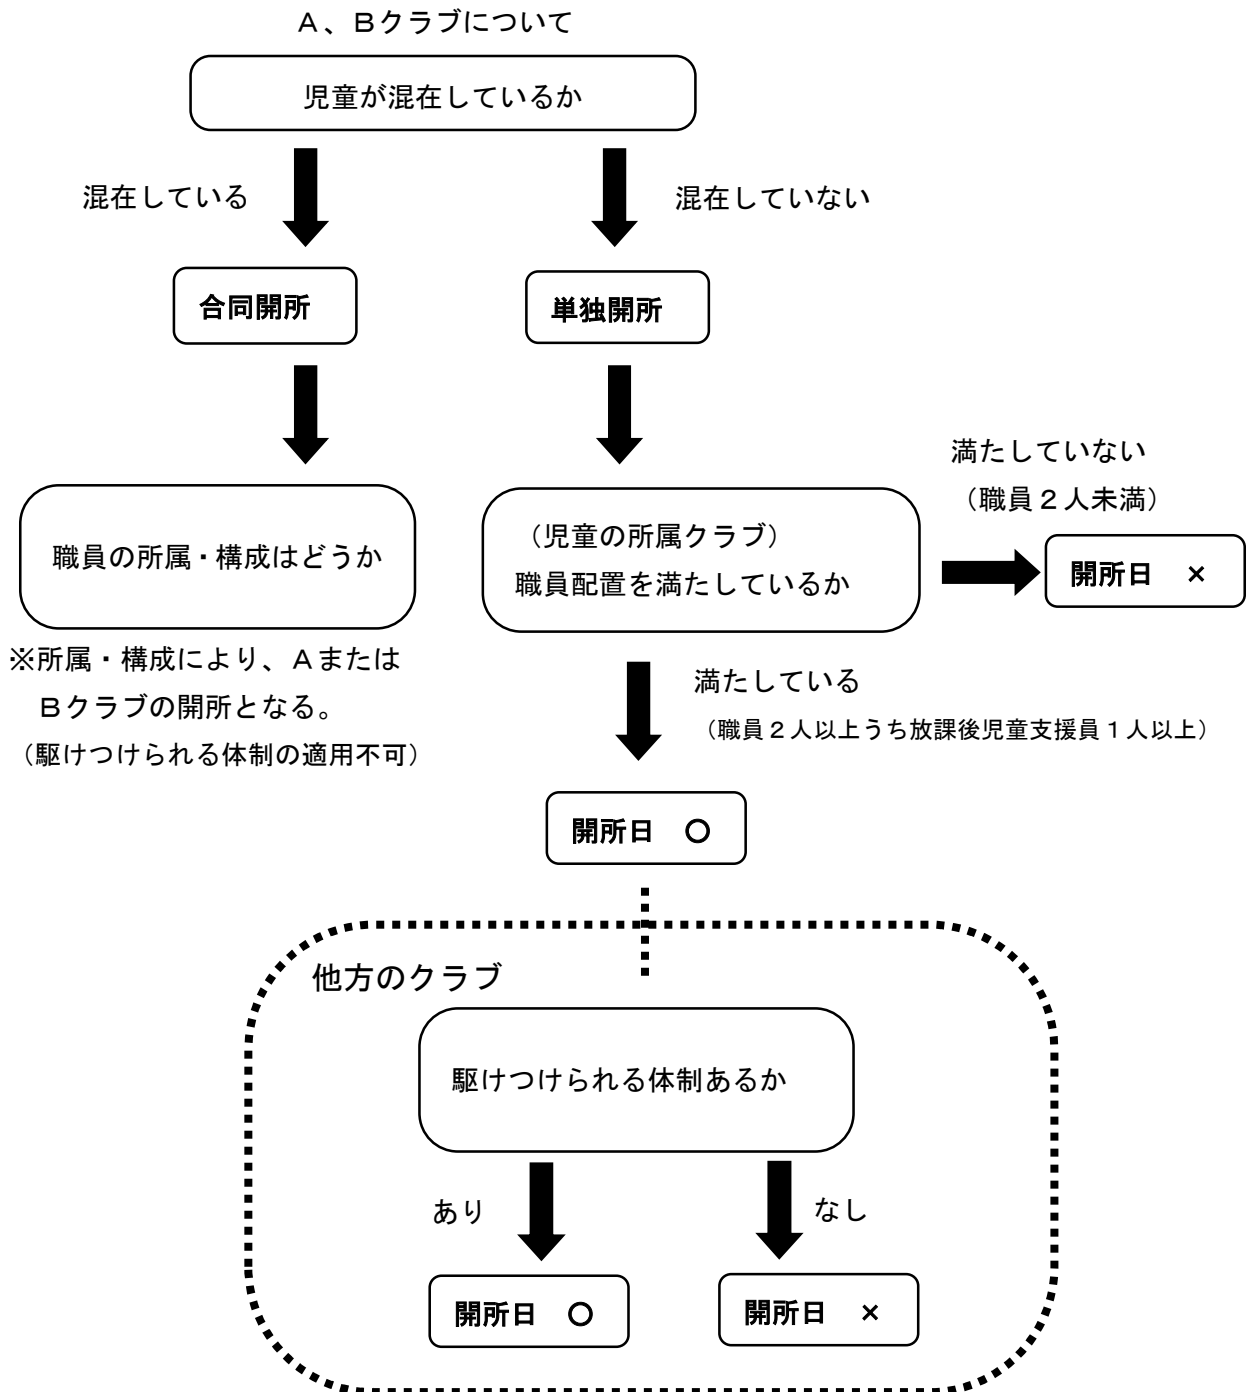 A、Bクラブについて
児童が混在しているか
混在している
混在していない
合同開所
単独開所
職員の所属・構成はどうか
※所属・構成により、Aまたは
Bクラブの開所となる。
(駆けつけられる体制の適用不可)
(児童の所属クラブ)
職員配置を満たしているか
満たしていない
(職員2人未満)
開所日 ×
満たしている
(職員2人以上うち放課後児童支援員1人以上)
開所日 ○
他方のクラブ
駆けつけられる体制あるか
あり
なし
開所日 ○
開所日 ×